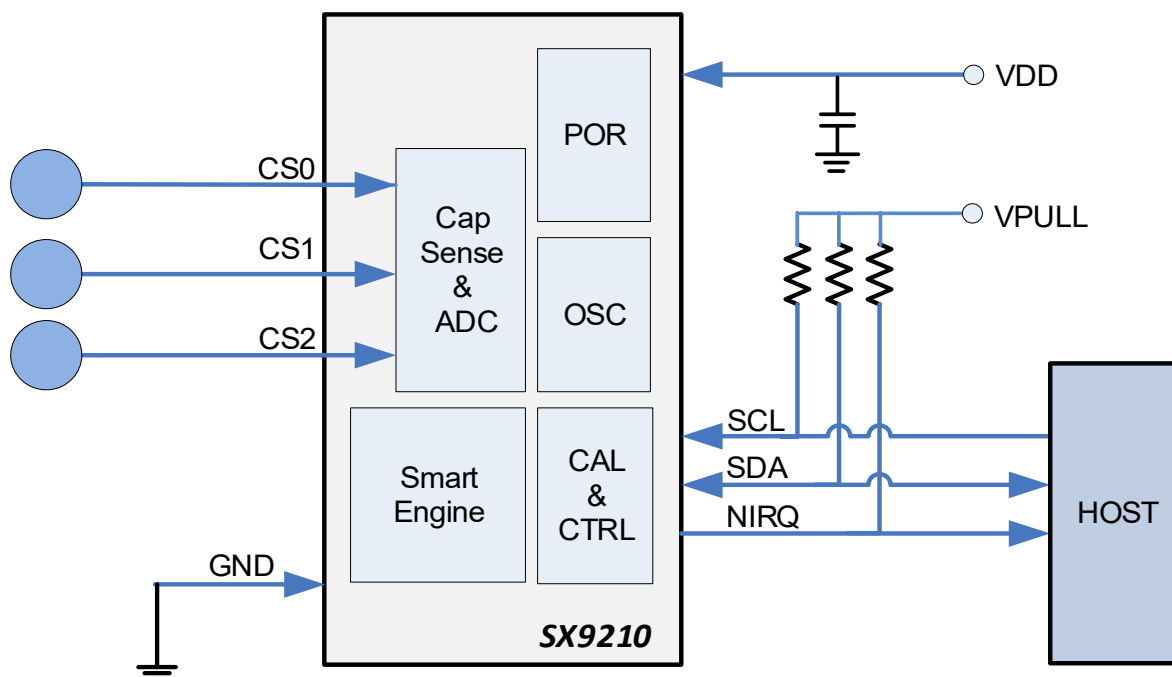 VDD
POR
CS0
Cap
Sense
&
ADC
VPULL
CS1
OSC
CS2
SCL
CAL
&
CTRL
Smart
Engine
SDA
NIRQ
HOST
GND
SX9210